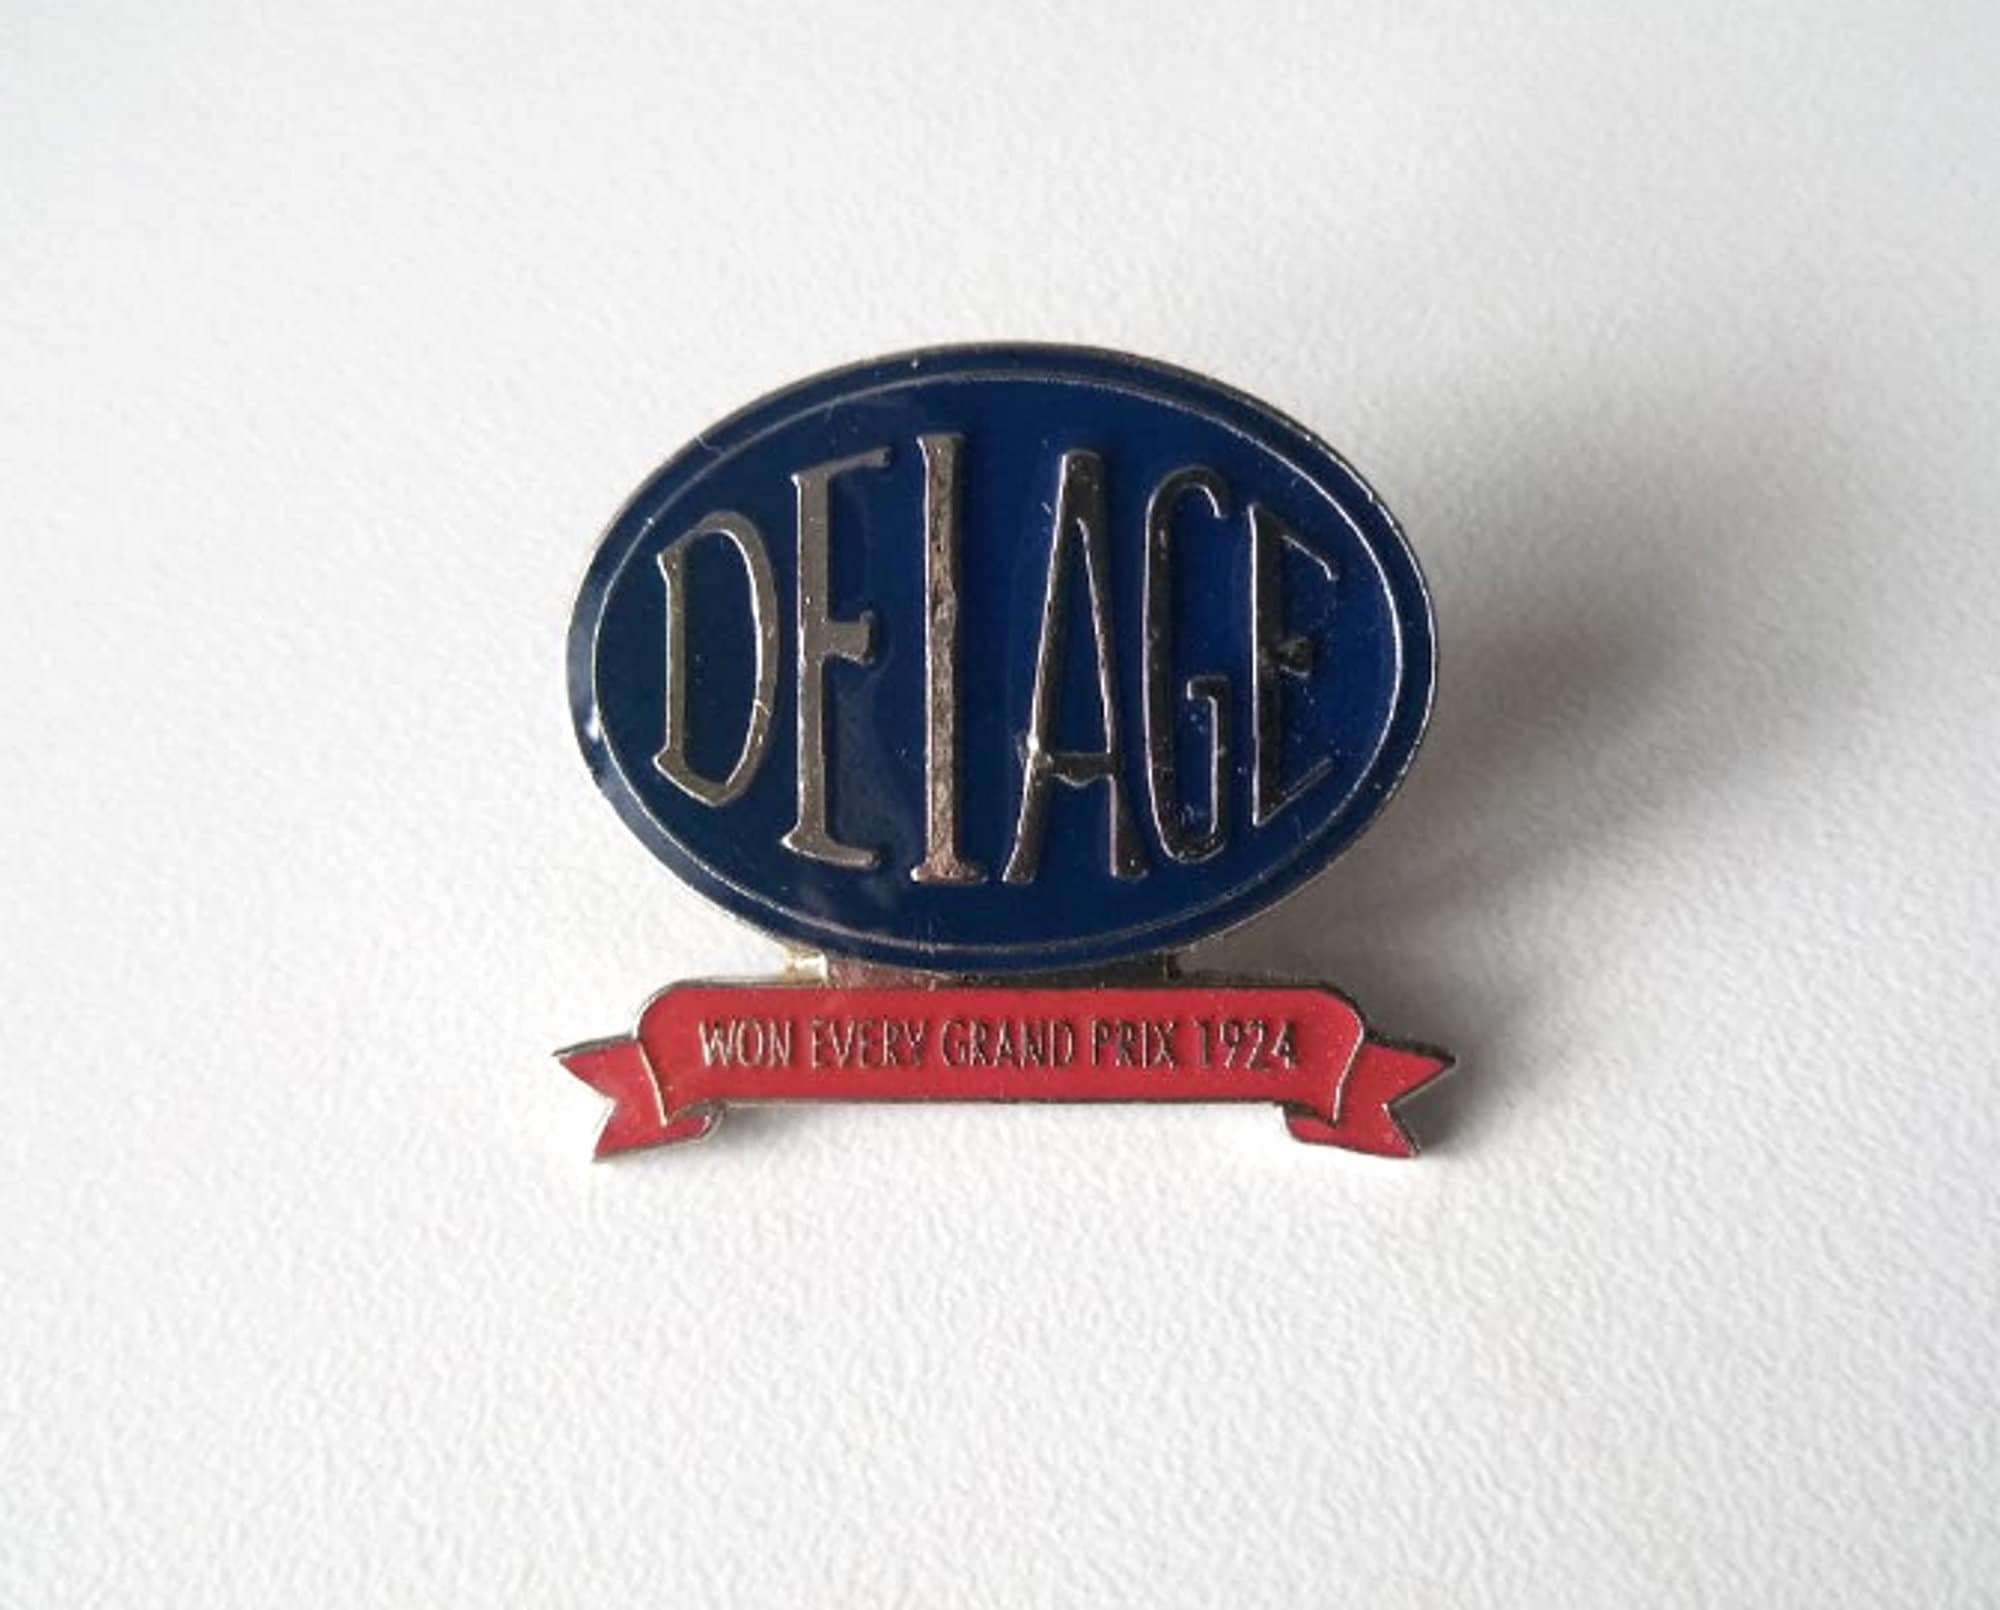 DELAGE
WON EVERY GRAND PRIX 1924